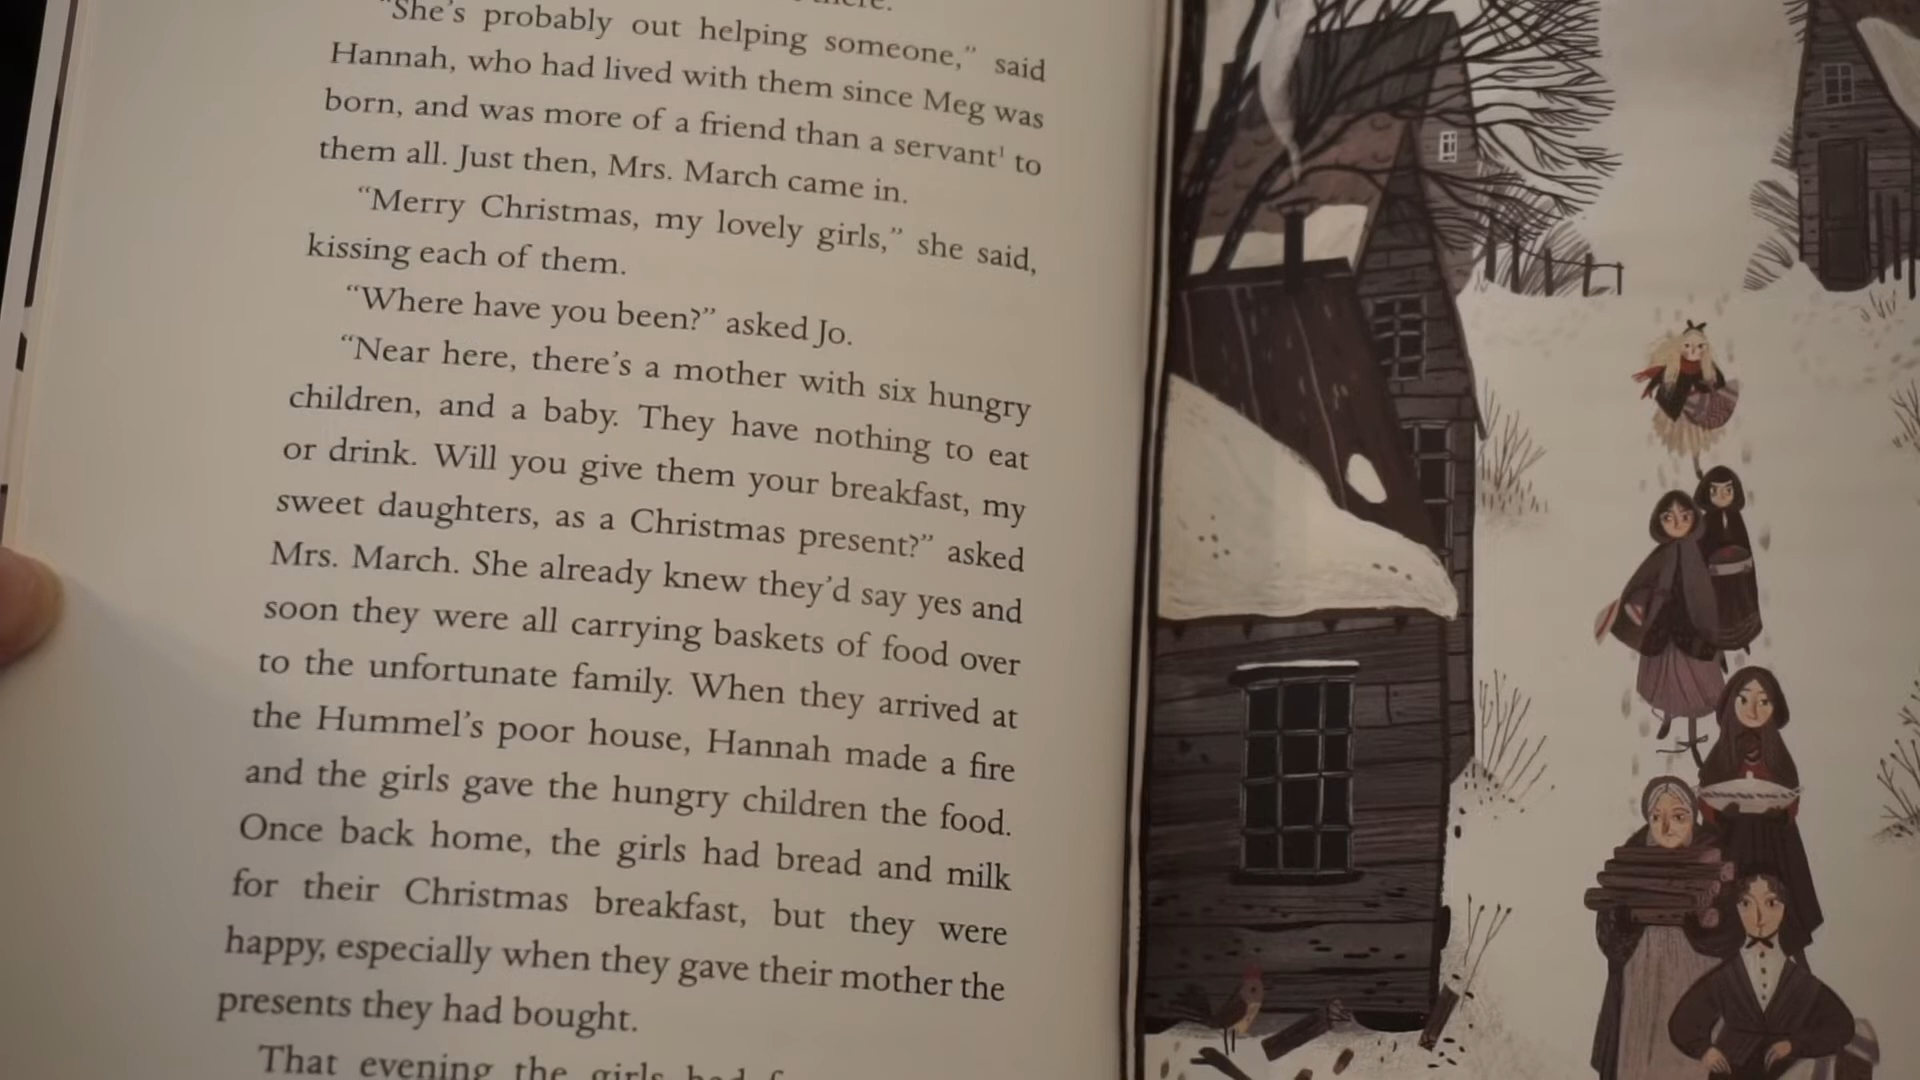 there.
"She's probably out helping someone," said
Hannah, who had lived with them since Meg was
born, and was more of a friend than a servant¹ to
them all. Just then, Mrs. March came in.
"Merry Christmas, my lovely girls," she said,
kissing each of them.
"Where have you been?" asked Jo.
"Near here, there's a mother with six hungry
children, and a baby. They have nothing to eat
or drink. Will you give them your breakfast, my
sweet daughters, as a Christmas present?" asked
Mrs. March. She already knew they'd say yes and
soon they were all carrying baskets of food over
to the unfortunate family. When they arrived at
the Hummel's poor house, Hannah made a fire
and the girls gave the hungry children the food.
Once back home, the girls had bread and milk
for their Christmas breakfast, but they were
happy, especially when they gave their mother the
presents they had bought.
That evening the girls had